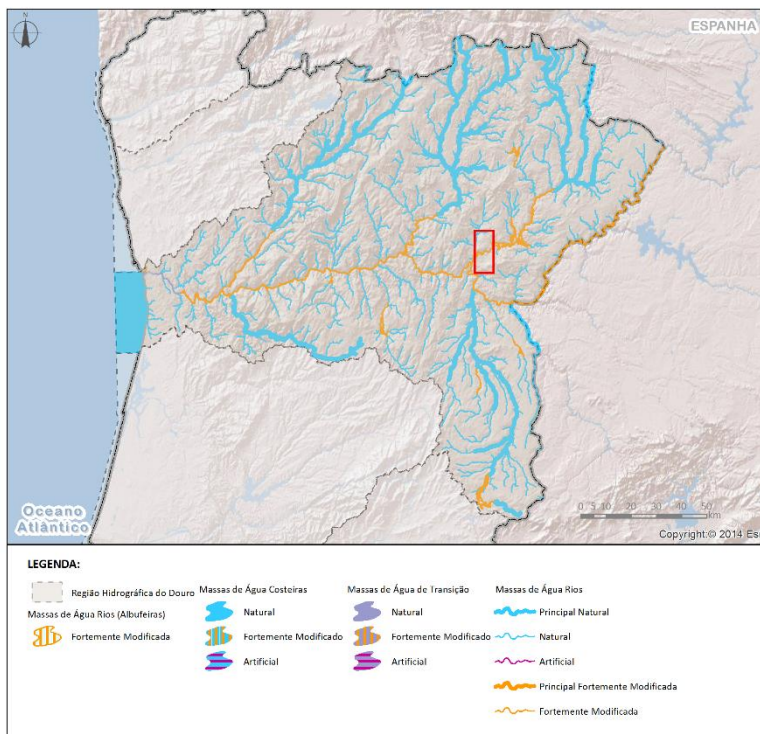 N
ESPANHA
Oceano
Atlântico
0 5 10 20 30 40 50
km
Copyright:© 2014 Es
LEGENDA:
Região Hidrográfica do Douro
Massas de Água Rios (Albufeiras)
Fortemente Modificada
Massas de Água Costeiras
Natural
Fortemente Modificado
Artificial
Massas de Água de Transição
Natural
Fortemente Modificado
Artificial
Massas de Água Rios
Principal Natural
Natural
Artificial
Principal Fortemente Modificada
Fortemente Modificada